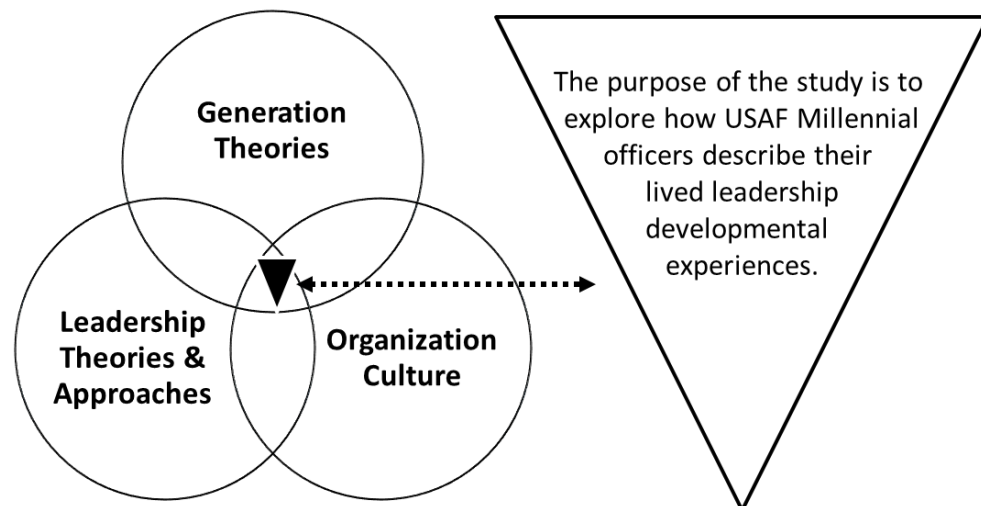 Generation
Theories
Leadership
Theories &
Approaches
Organization
Culture
The purpose of the study is to
explore how USAF Millennial
officers describe their
lived leadership
developmental
experiences.